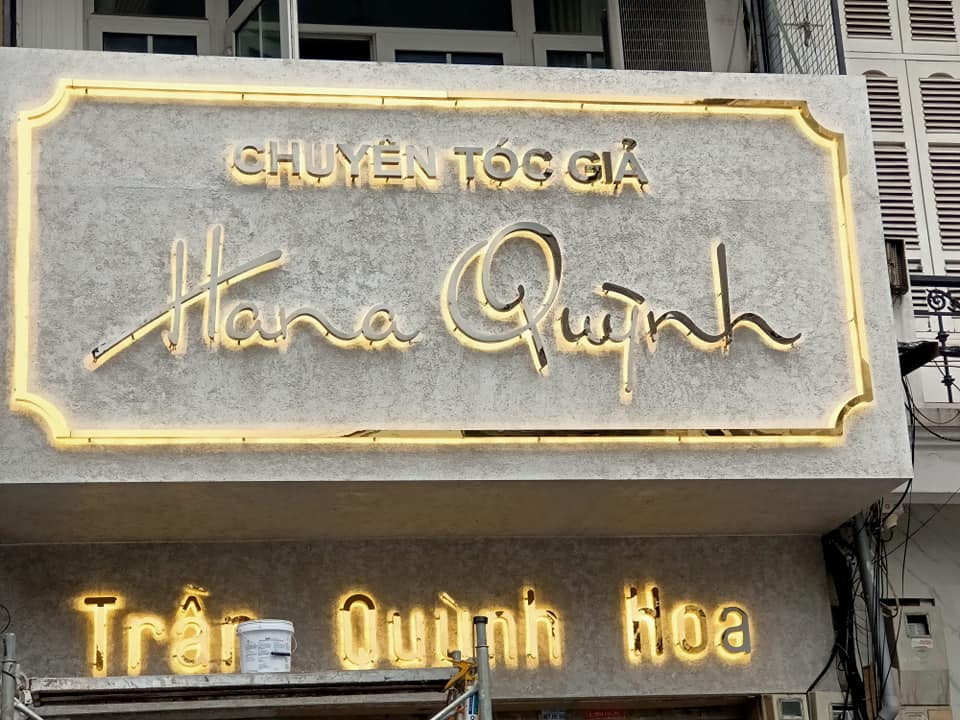 CHUYÊN TÓC GIẢ
Hana Quỳnh
Trần Quỳnh Hoa